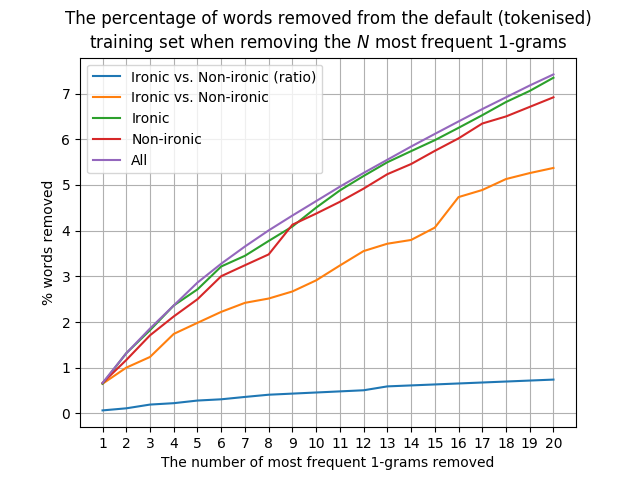 The percentage of words removed from the default (tokenised)
training set when removing the N most frequent 1-grams
Ironic vs. Non-ironic (ratio)
Ironic vs. Non-ironic
Ironic
Non-ironic
All
% words removed
7
6
5
4
3
2
1
0
1 2 3 4 5 6 7 8 9 10 11 12 13 14 15 16 17 18 19 20
The number of most frequent 1-grams removed